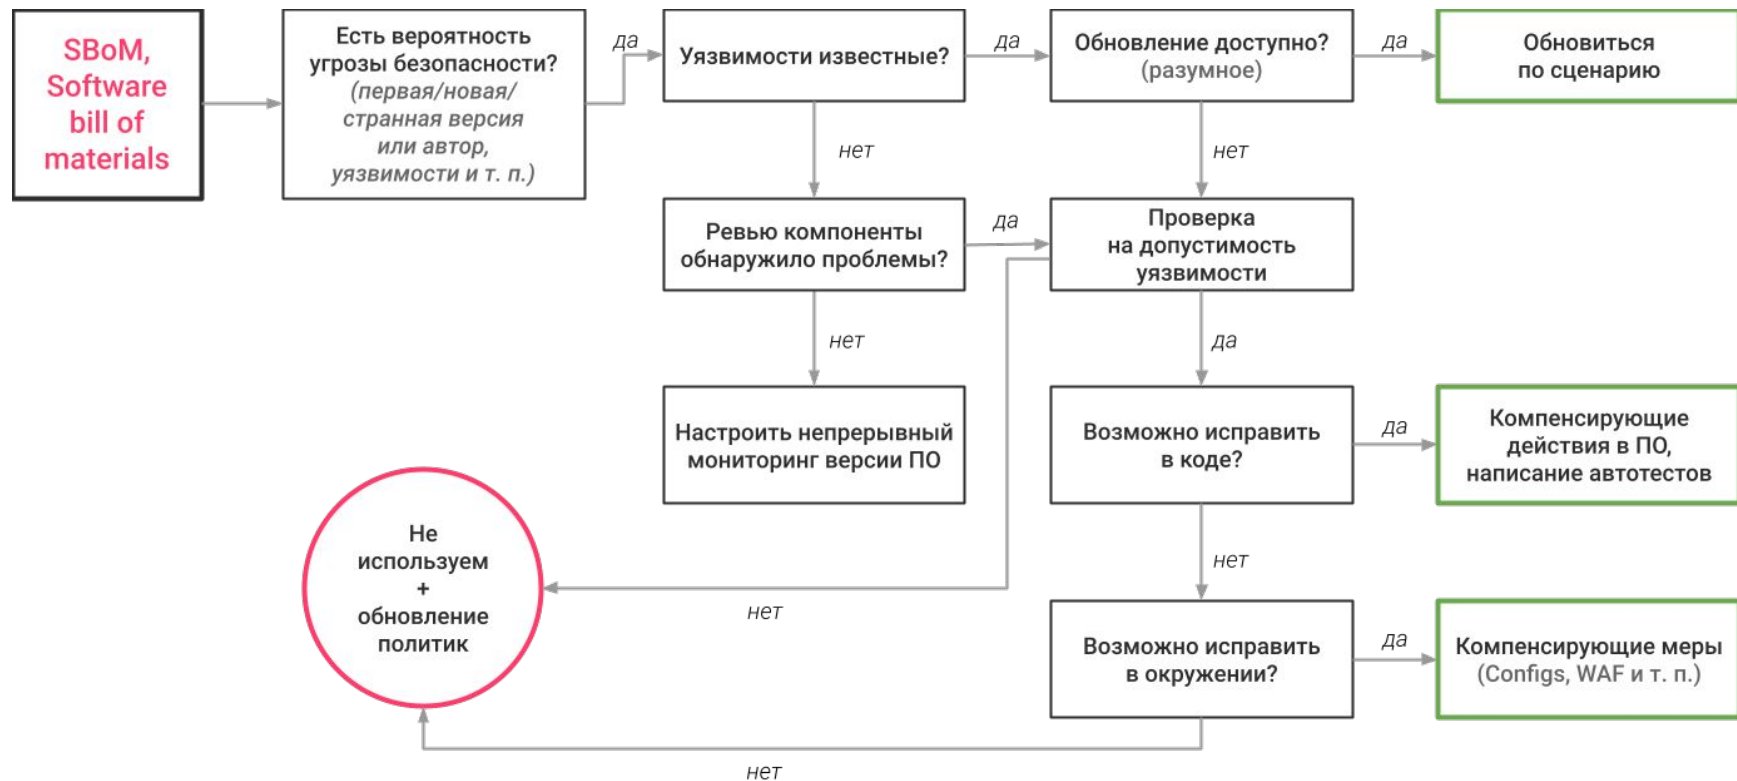 SBoM,
Software
bill of
materials
Есть вероятность
угрозы безопасности?
(первая/новая/
странная версия
или автор,
уязвимости и т. п.)
да
Уязвимости известные?
да
Обновление доступно?
(разумное)
да
Обновиться
по сценарию
нет
нет
Ревью компоненты
обнаружило проблемы?
да
Проверка
на допустимость
уязвимости
нет
да
Настроить непрерывный
мониторинг версии ПО
Возможно исправить
в коде?
да
Компенсирующие
действия в ПО,
написание автотестов
Не
используем
+
обновление
политик
нет
нет
Возможно исправить
в окружении?
да
Компенсирующие меры
(Configs, WAF и т. п.)
нет